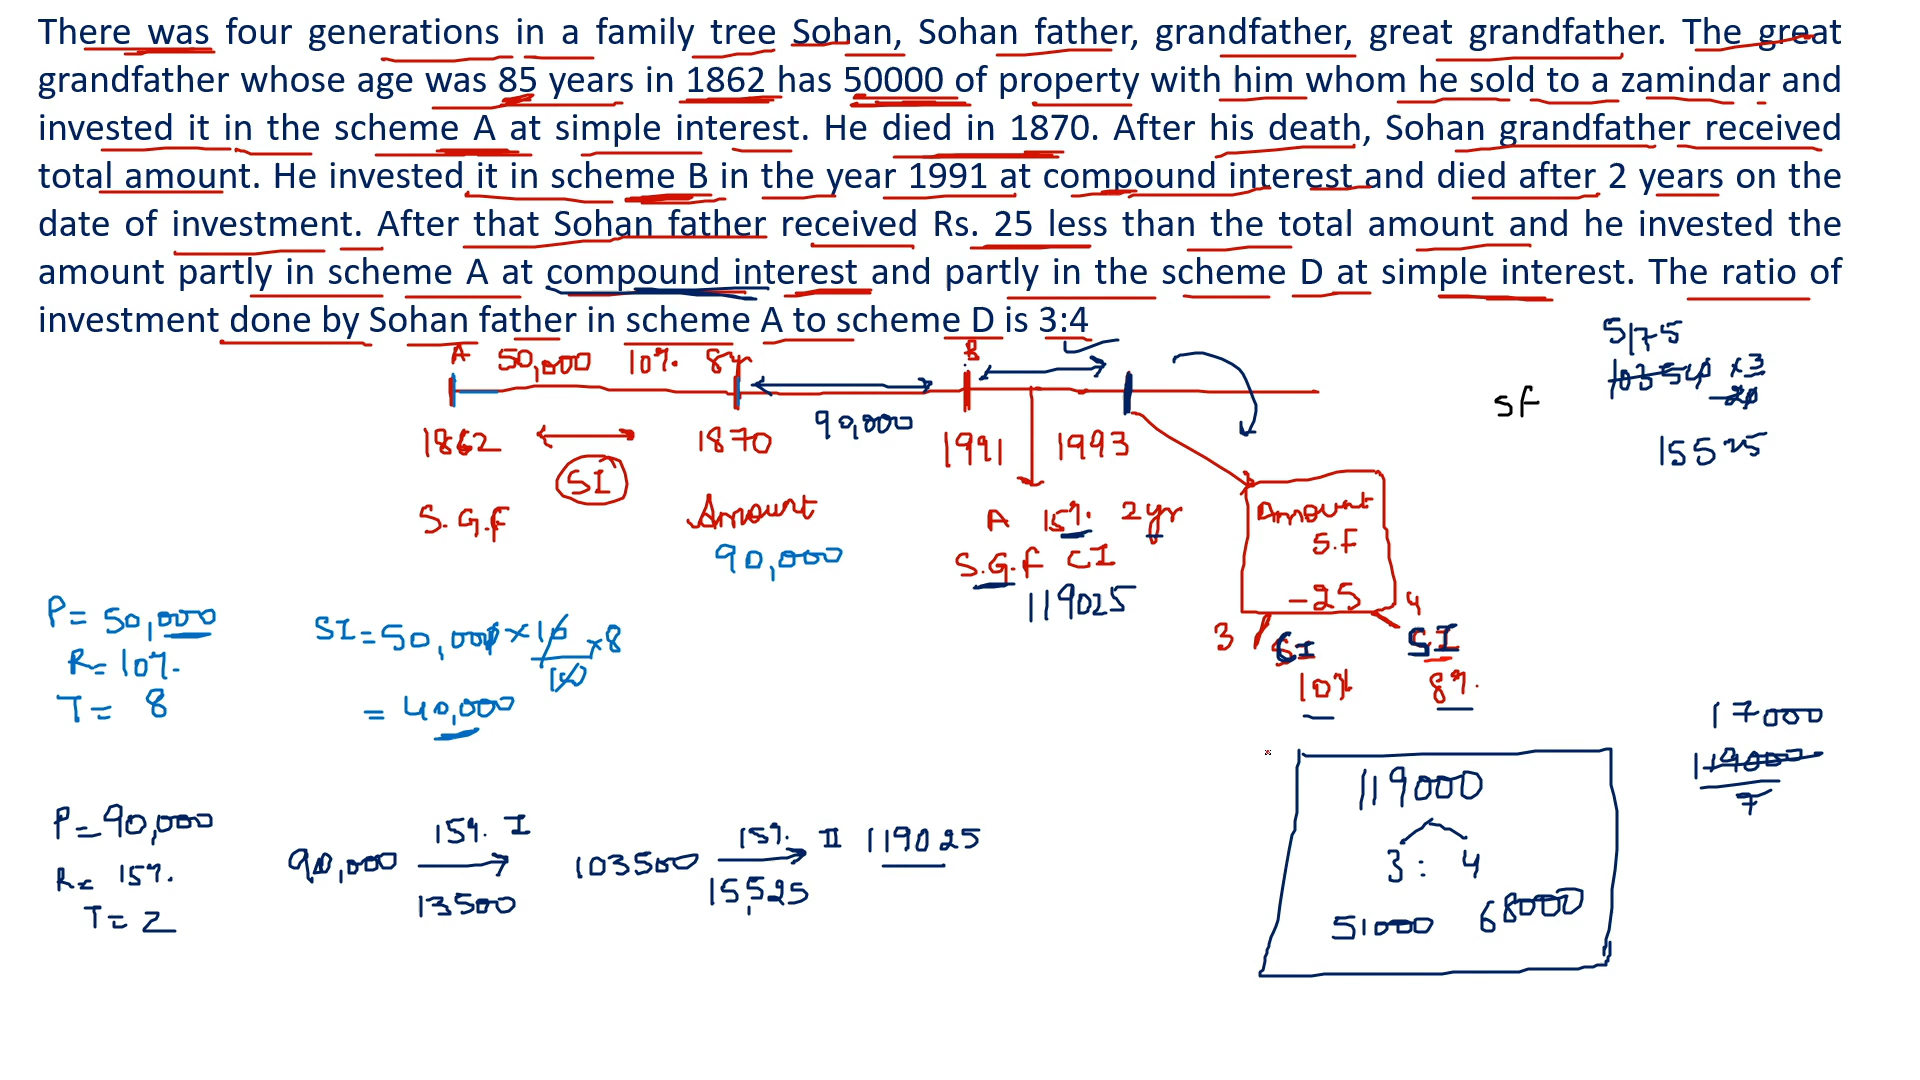 There was four generations in a family tree Sohan, Sohan father, grandfather, great grandfather. The great
grandfather whose age was 85 years in 1862 has 50000 of property with him whom he sold to a zamindar and
invested it in the scheme A at simple interest. He died in 1870. After his death, Sohan grandfather received
total amount. He invested it in scheme B in the year 1991 at compound interest and died after 2 years on the
date of investment. After that Sohan father received Rs. 25 less than the total amount and he invested the
amount partly in scheme A at compound interest and partly in the scheme D at simple interest. The ratio of
investment done by Sohan father in scheme A to scheme D is 3:4
A 50,000 10% 8yr B
5175
×3
SF
90,000
1862 1870 1991 1993
15525
SI
S.G.F Amount A 15% 2yr Amount
90,000 S.G.F CI S.F
119025 -25
P= 50,000 SI = 50,000 × 10/100 × 8 3 CI 4 SI
R= 10% 10% 8%
T= 8 = 40,000
17000
119000
7
119000
P=90,000 15% I 15% II
90,000 103500 119025 3 : 4
R= 15% 13500 15,525
T= 2 51000 68000